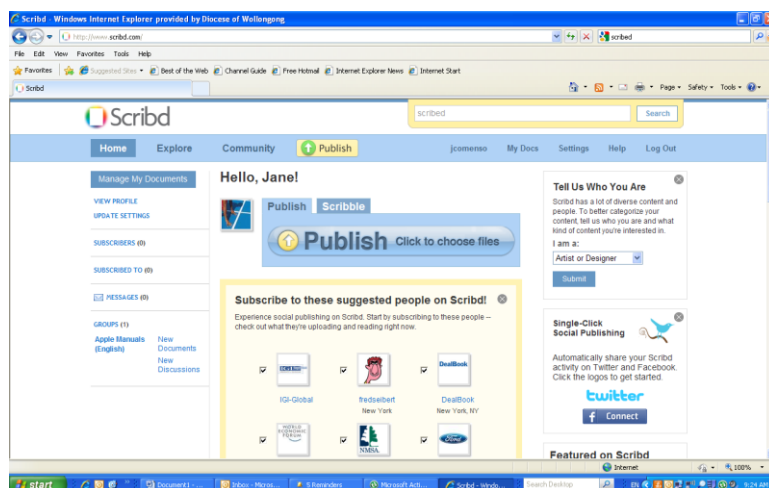 Scribd - Windows Internet Explorer provided by Diocese of Wollongong
http://www.scribd.com/
scribed
File Edit View Favorites Tools Help
Favorites Suggested Sites Best of the Web Channel Guide Free Hotmail Internet Explorer News Internet Start
Scribd
Page Safety Tools
Scribd
scribed
Search
Home Explore Community Publish jcomerso My Docs Settings Help Log Out
Manage My Documents
VIEW PROFILE
UPDATE SETTINGS
SUBSCRIBERS (0)
SUBSCRIBED TO (0)
MESSAGES (0)
GROUPS (1)
Apple Manuals (English)
New Documents
New Discussions
Hello, Jane!
Publish Scribble
Publish Click to choose files
Subscribe to these suggested people on Scribd!
Experience social publishing on Scribd. Start by subscribing to these people --
check out what they're uploading and reading right now.
DealBook
IGI-Global
fredseibert
New York
DealBook
New York, NY
WORLD ECONOMIC FORUM
NMSA
Ford
Tell Us Who You Are
Scribd has a lot of diverse content and
people. To better categorize your
content, tell us who you are and what
kind of content you're interested in.
I am a:
Artist or Designer
Submit
Single-Click
Social Publishing
Automatically share your Scribd
activity on Twitter and Facebook.
Click the logos to get started.
twitter
f Connect
Featured on Scribd
Internet 100%
start Document1 - ... Inbox - Micros... 5 Reminders Microsoft Acti... Scribd - Windo... Search Desktop EN 9:24 AM